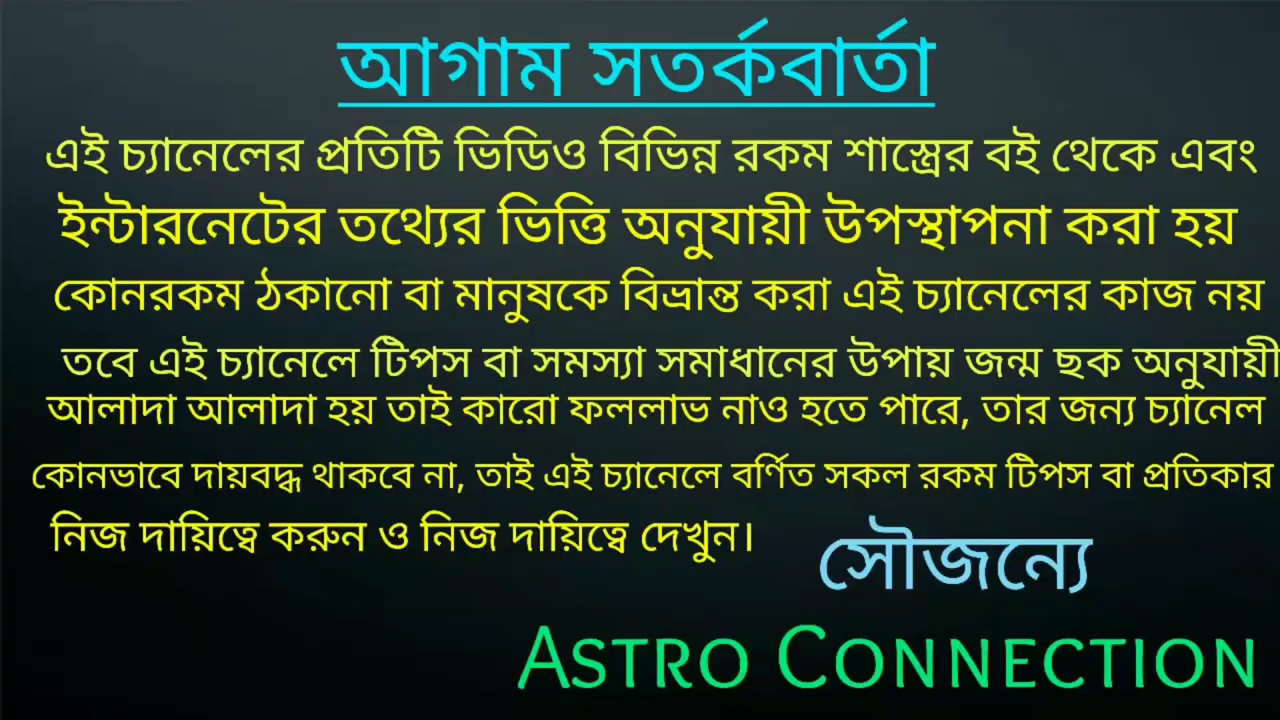 আগাম সতর্কবার্তা
এই চ্যানেলের প্রতিটি ভিডিও বিভিন্ন রকম শাস্ত্রের বই থেকে এবং
ইন্টারনেটের তথ্যের ভিত্তি অনুযায়ী উপস্থাপনা করা হয়
কোনরকম ঠকানো বা মানুষকে বিভ্রান্ত করা এই চ্যানেলের কাজ নয়
তবে এই চ্যানেলে টিপস বা সমস্যা সমাধানের উপায় জন্ম ছক অনুযায়ী
আলাদা আলাদা হয় তাই কারো ফললাভ নাও হতে পারে, তার জন্য চ্যানেল
কোনভাবে দায়বদ্ধ থাকবে না, তাই এই চ্যানেলে বর্ণিত সকল রকম টিপস বা প্রতিকার
নিজ দায়িত্বে করুন ও নিজ দায়িত্বে দেখুন।
সৌজন্যে
Astro Connection